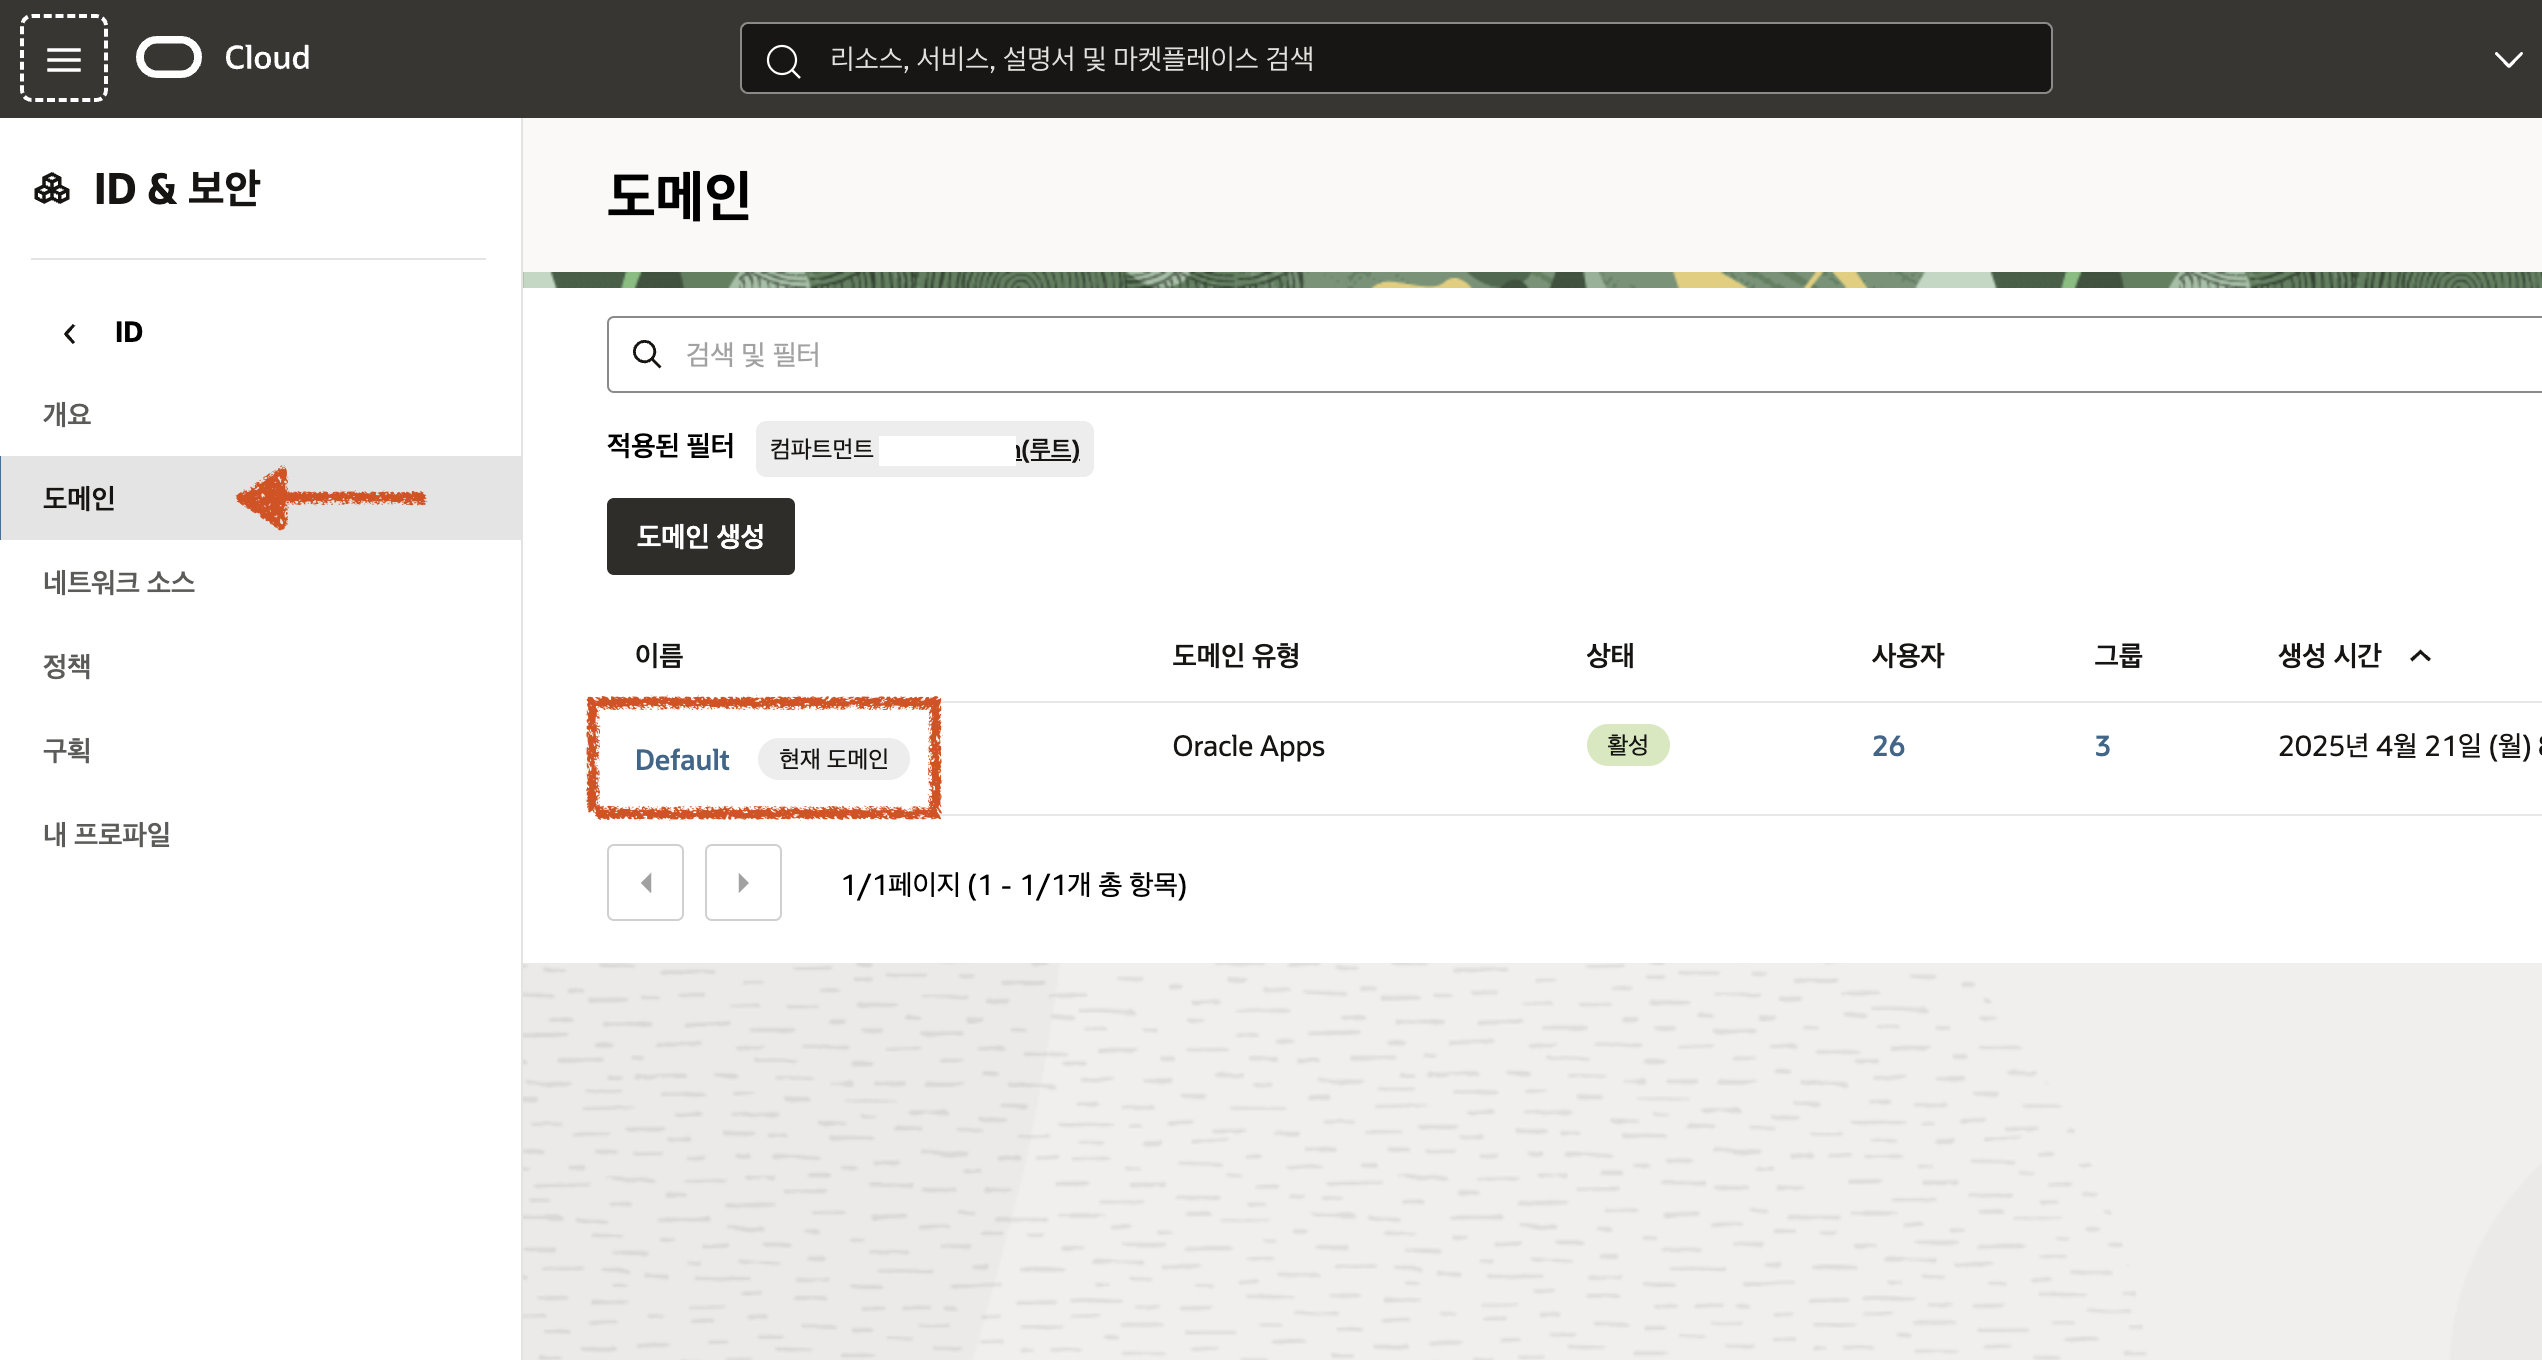 Cloud
리소스, 서비스, 설명서 및 마켓플레이스 검색
ID & 보안
ID
개요
도메인
네트워크 소스
정책
구획
내 프로파일
도메인
검색 및 필터
적용된 필터 컴파트먼트 (루트)
도메인 생성
이름 도메인 유형 상태 사용자 그룹 생성 시간
Default 현재 도메인 Oracle Apps 활성 26 3 2025년 4월 21일 (월)
1/1페이지 (1 - 1/1개 총 항목)